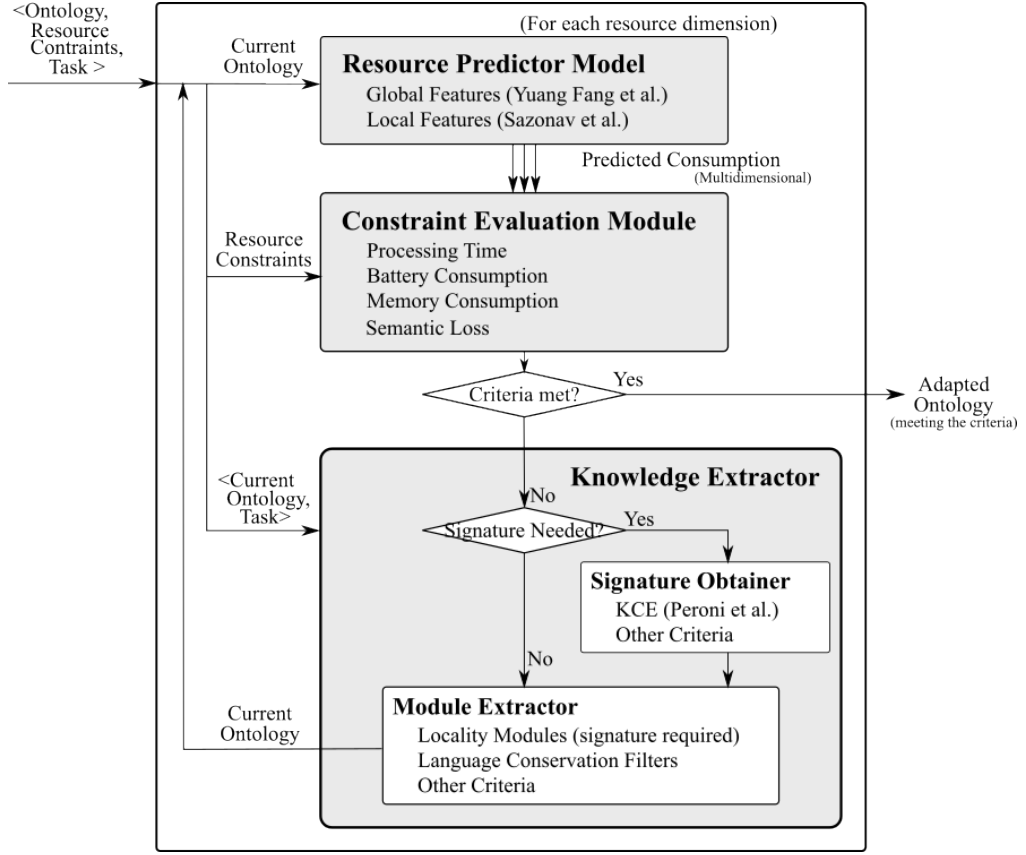 <Ontology,
Resource
Contraints,
Task >
(For each resource dimension)
Current
Ontology
Resource Predictor Model
Global Features (Yuang Fang et al.)
Local Features (Sazonav et al.)
Predicted Consumption
(Multidimensional)
Resource
Constraints
Constraint Evaluation Module
Processing Time
Battery Consumption
Memory Consumption
Semantic Loss
Criteria met?
Yes
Adapted
Ontology
(meeting the criteria)
<Current
Ontology,
Task>
Knowledge Extractor
No
Signature Needed?
Yes
Signature Obtainer
KCE (Peroni et al.)
Other Criteria
No
Current
Ontology
Module Extractor
Locality Modules (signature required)
Language Conservation Filters
Other Criteria